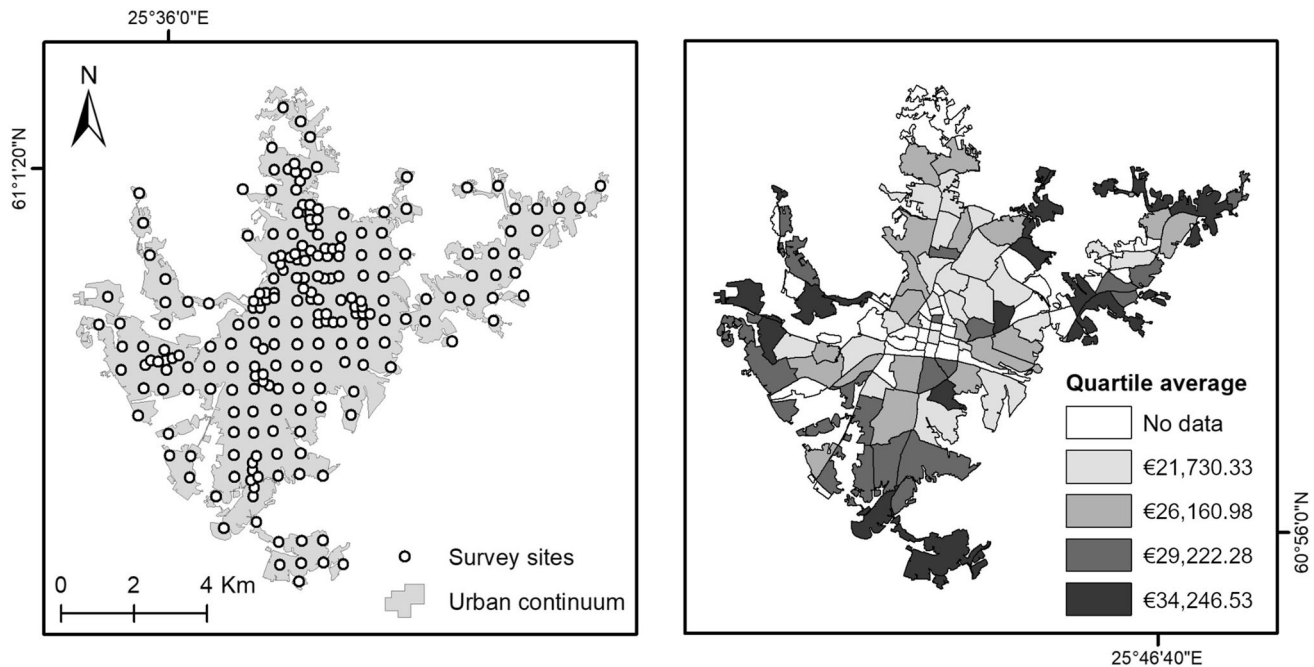 25°36'0"E
N
61°1'20"N
Survey sites
0 2 4 Km
Urban continuum
Quartile average
No data
€21,730.33
€26,160.98
€29,222.28
€34,246.53
60°56'0"N
25°46'40"E